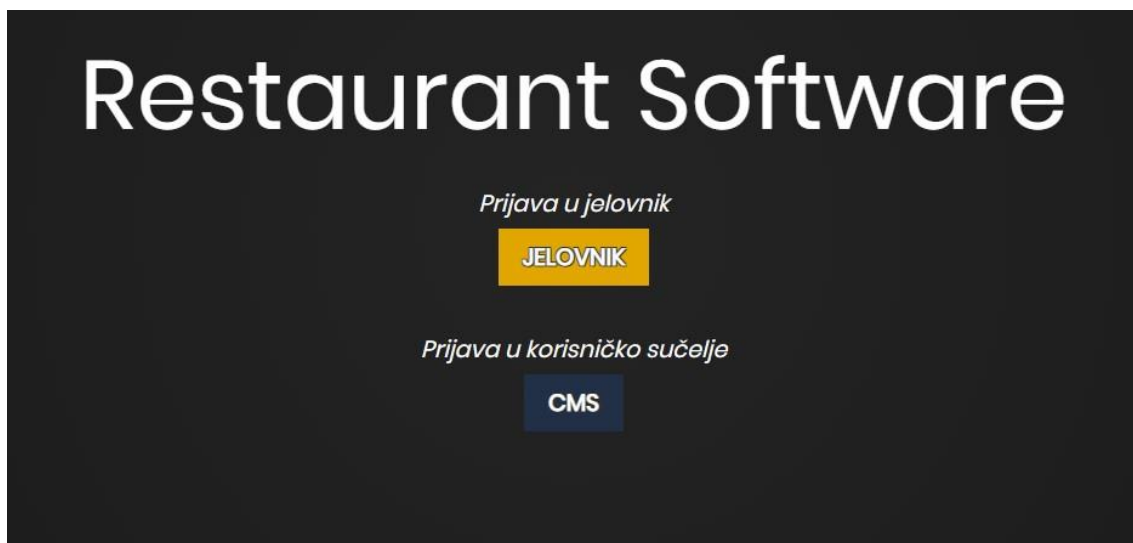 Restaurant Software
Prijava u jelovnik
JELOVNIK
Prijava u korisničko sučelje
CMS